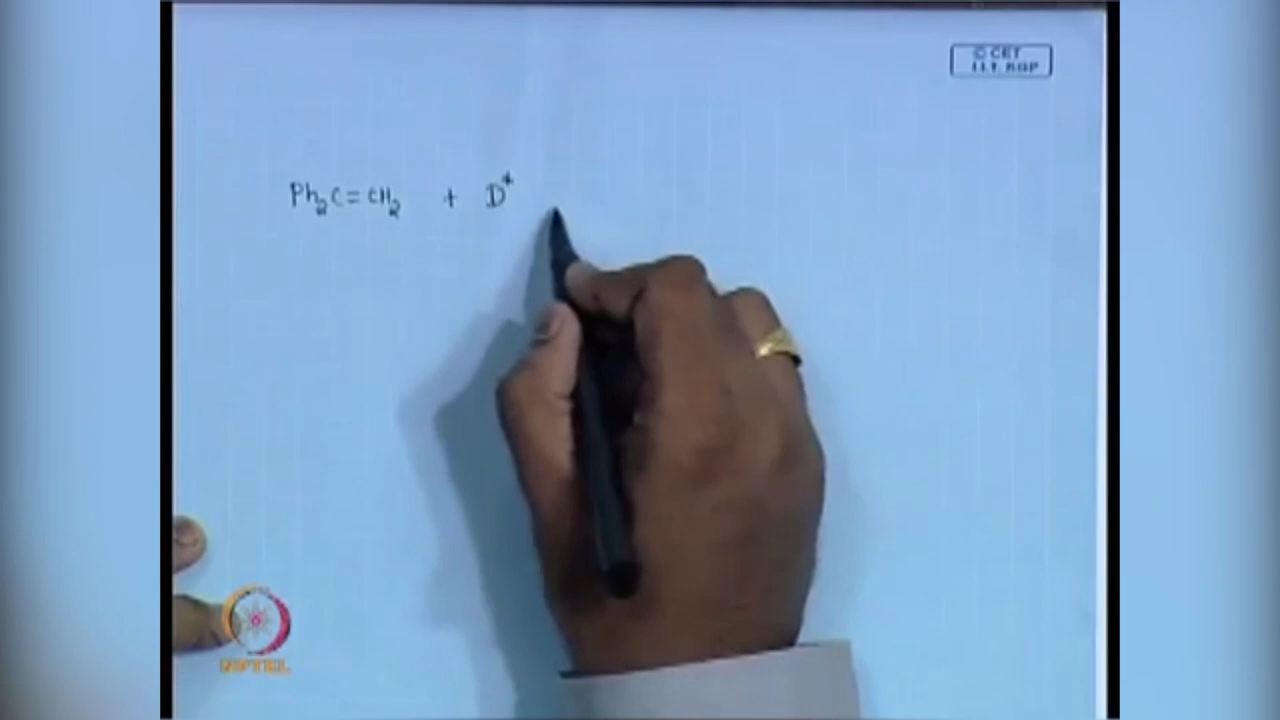 © CET
I.I.T. KGP
Ph₂C=CH₂ + D*
NPTEL